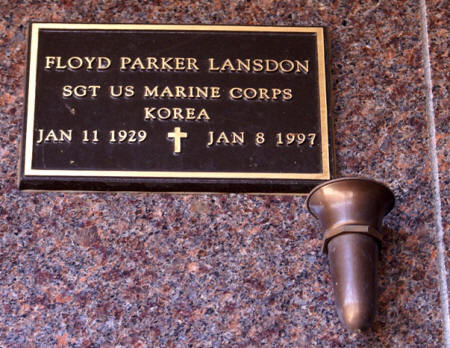 FLOYD PARKER LANSDON
SGT US MARINE CORPS
KOREA
JAN 11 1929 JAN 8 1997